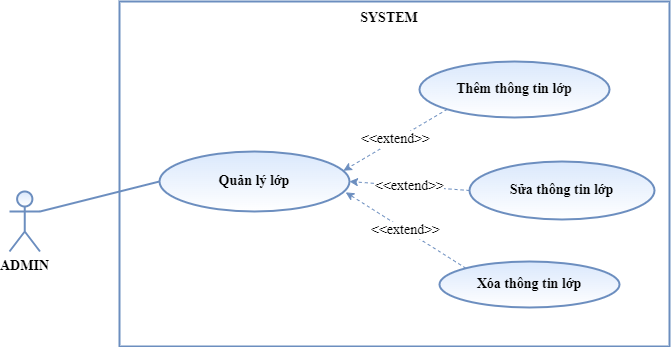 SYSTEM
Thêm thông tin lớp
<<extend>>
Quản lý lớp
<<extend>>
Sữa thông tin lớp
<<extend>>
ADMIN
Xóa thông tin lớp